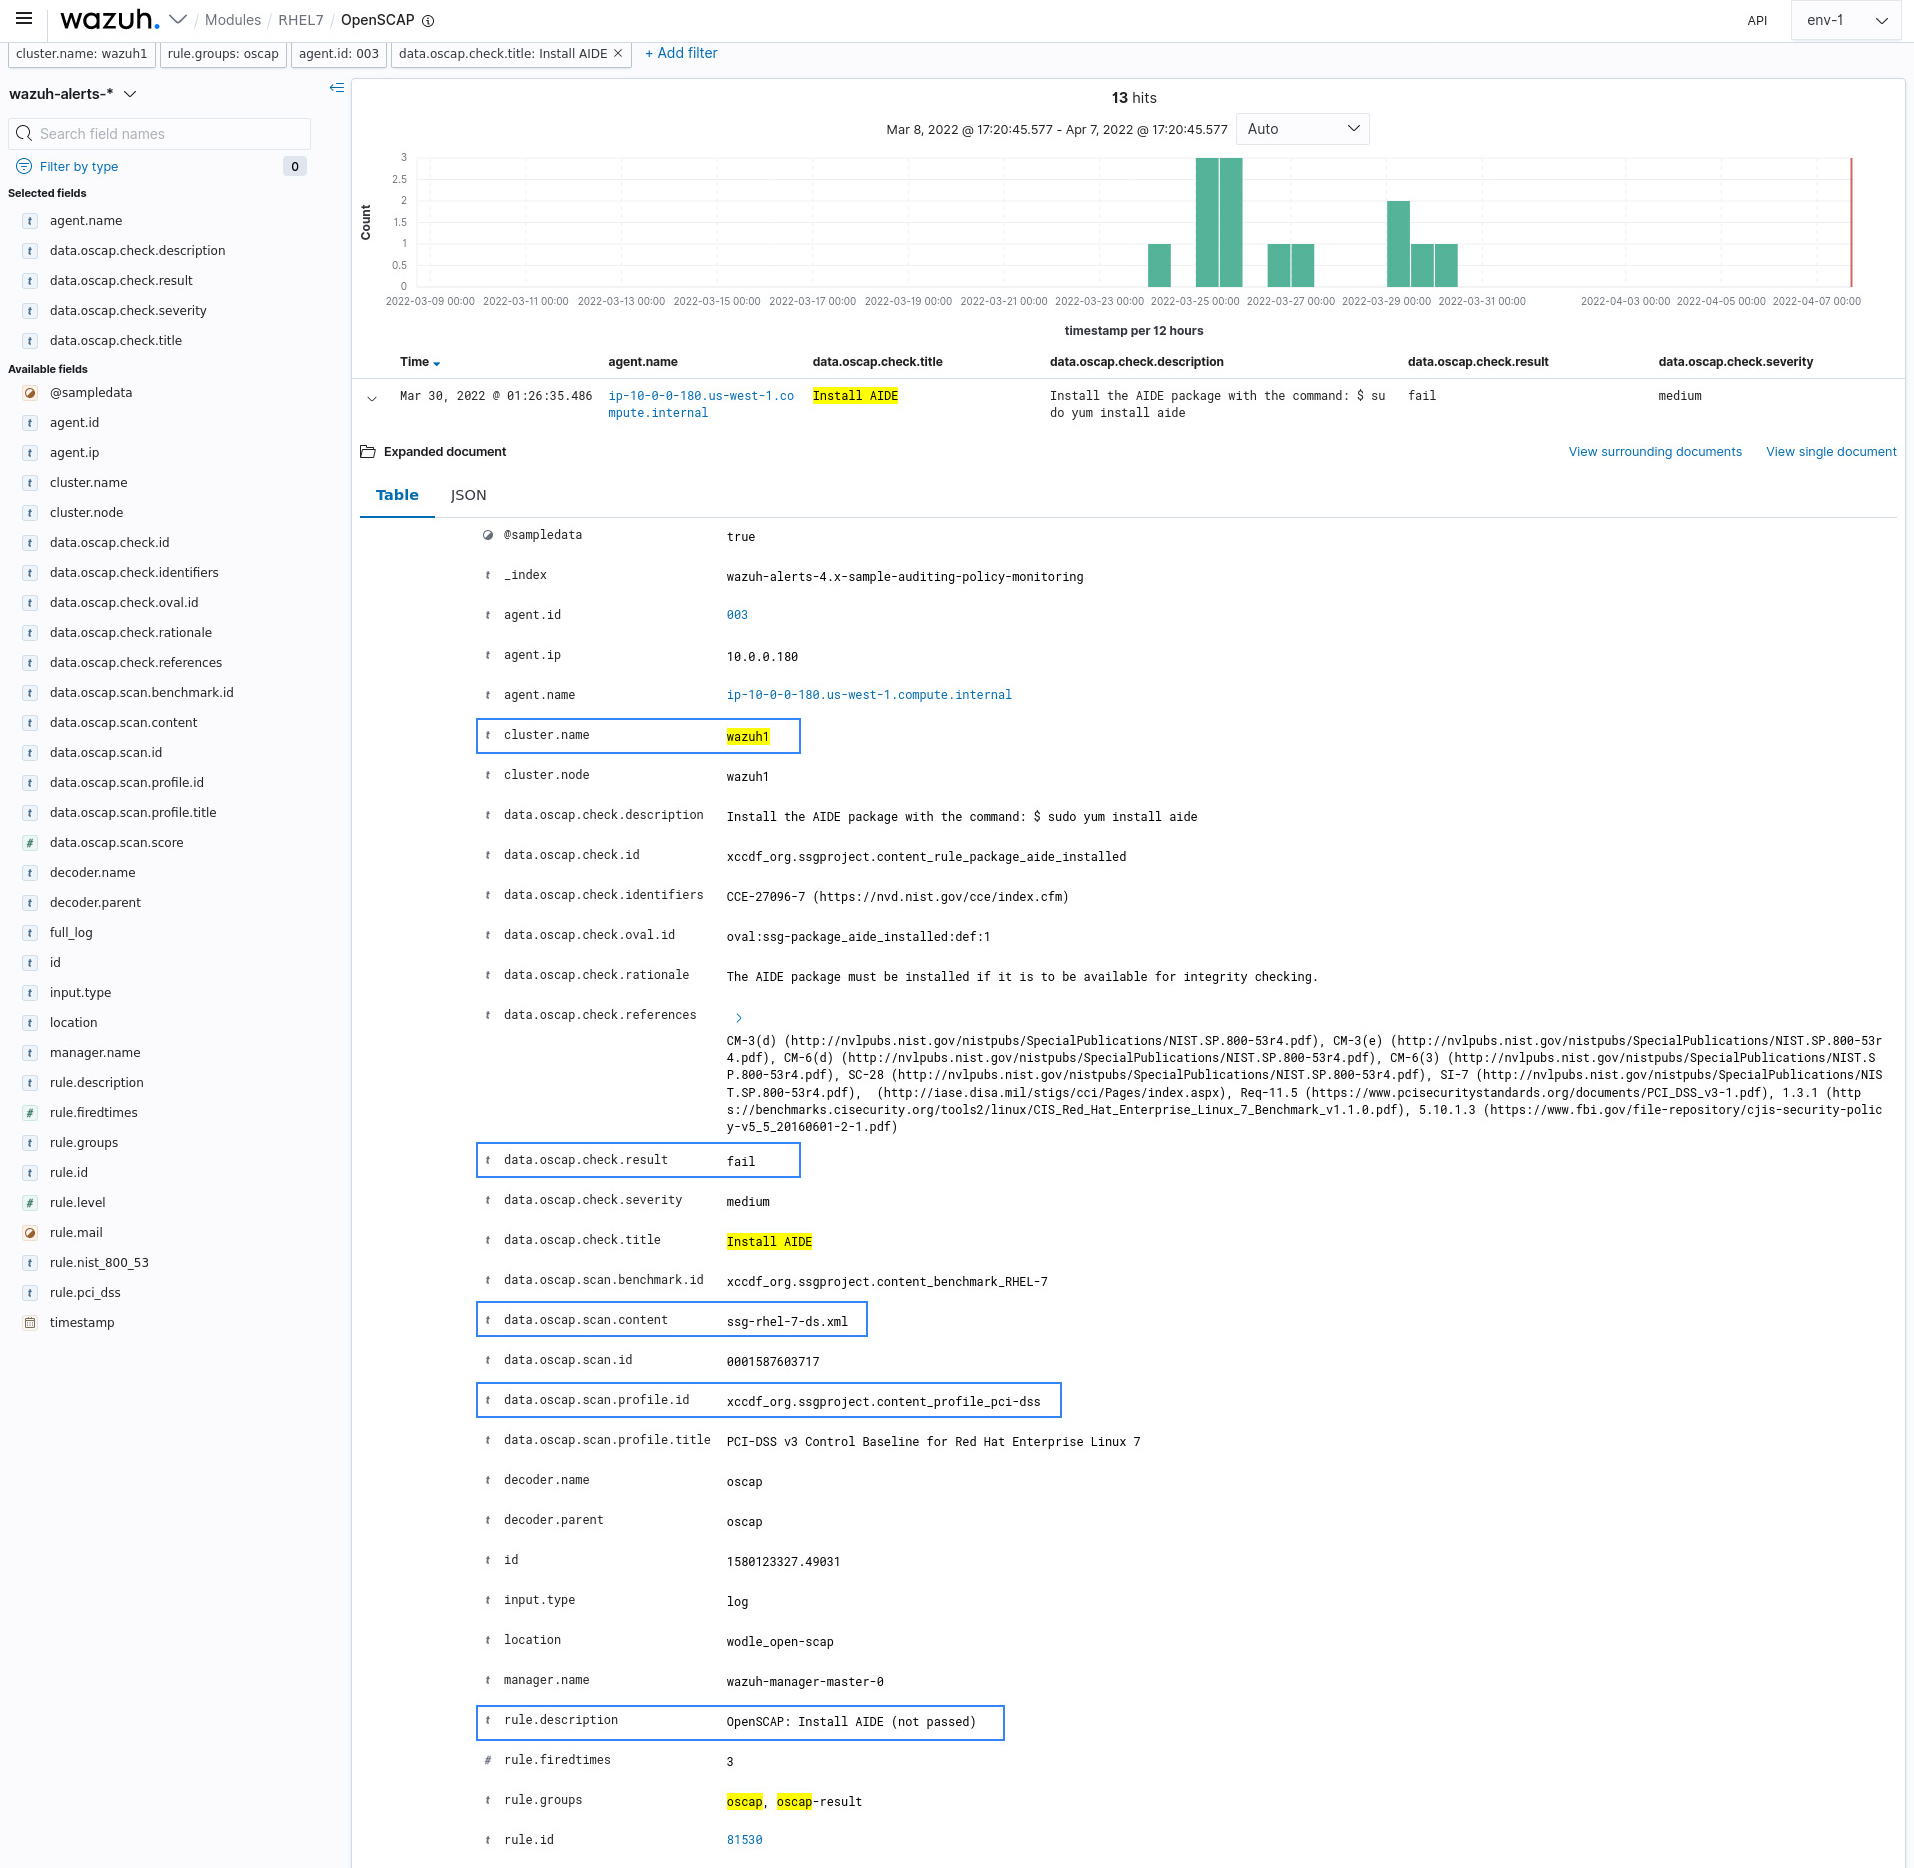 wazuh. / Modules / RHEL7 / OpenSCAP
API env-1
cluster.name: wazuh1 rule.groups: oscap agent.id: 003 data.oscap.check.title: Install AIDE × + Add filter
wazuh-alerts-*
Search field names
Filter by type 0
Selected fields
t agent.name
t data.oscap.check.description
t data.oscap.check.result
t data.oscap.check.severity
t data.oscap.check.title
Available fields
@sampledata
t agent.id
t agent.ip
t cluster.name
t cluster.node
t data.oscap.check.id
t data.oscap.check.identifiers
t data.oscap.check.oval.id
t data.oscap.check.rationale
t data.oscap.check.references
t data.oscap.scan.benchmark.id
t data.oscap.scan.content
t data.oscap.scan.id
t data.oscap.scan.profile.id
t data.oscap.scan.profile.title
# data.oscap.scan.score
t decoder.name
t decoder.parent
t full_log
t id
t input.type
t location
t manager.name
t rule.description
# rule.firedtimes
t rule.groups
t rule.id
# rule.level
rule.mail
t rule.nist_800_53
t rule.pci_dss
timestamp
13 hits
Mar 8, 2022 @ 17:20:45.577 - Apr 7, 2022 @ 17:20:45.577 Auto
Count
3
2.5
2
1.5
1
0.5
0
2022-03-09 00:00 2022-03-11 00:00 2022-03-13 00:00 2022-03-15 00:00 2022-03-17 00:00 2022-03-19 00:00 2022-03-21 00:00 2022-03-23 00:00 2022-03-25 00:00 2022-03-27 00:00 2022-03-29 00:00 2022-03-31 00:00 2022-04-03 00:00 2022-04-05 00:00 2022-04-07 00:00
timestamp per 12 hours
Time agent.name data.oscap.check.title data.oscap.check.description data.oscap.check.result data.oscap.check.severity
Mar 30, 2022 @ 01:26:35.486 ip-10-0-0-180.us-west-1.co Install AIDE Install the AIDE package with the command: $ su fail medium
mpute.internal do yum install aide
Expanded document View surrounding documents View single document
Table JSON
@sampledata true
t _index wazuh-alerts-4.x-sample-auditing-policy-monitoring
t agent.id 003
t agent.ip 10.0.0.180
t agent.name ip-10-0-0-180.us-west-1.compute.internal
t cluster.name wazuh1
t cluster.node wazuh1
t data.oscap.check.description Install the AIDE package with the command: $ sudo yum install aide
t data.oscap.check.id xccdf_org.ssgproject.content_rule_package_aide_installed
t data.oscap.check.identifiers CCE-27096-7 (https://nvd.nist.gov/cce/index.cfm)
t data.oscap.check.oval.id oval:ssg-package_aide_installed:def:1
t data.oscap.check.rationale The AIDE package must be installed if it is to be available for integrity checking.
t data.oscap.check.references
CM-3(d) (http://nvlpubs.nist.gov/nistpubs/SpecialPublications/NIST.SP.800-53r4.pdf), CM-3(e) (http://nvlpubs.nist.gov/nistpubs/SpecialPublications/NIST.SP.800-53r
4.pdf), CM-6(d) (http://nvlpubs.nist.gov/nistpubs/SpecialPublications/NIST.SP.800-53r4.pdf), CM-6(3) (http://nvlpubs.nist.gov/nistpubs/SpecialPublications/NIST.S
P.800-53r4.pdf), SC-28 (http://nvlpubs.nist.gov/nistpubs/SpecialPublications/NIST.SP.800-53r4.pdf), SI-7 (http://nvlpubs.nist.gov/nistpubs/SpecialPublications/NIS
T.SP.800-53r4.pdf),  (http://iase.disa.mil/stigs/cci/Pages/index.aspx), Req-11.5 (https://www.pcisecuritystandards.org/documents/PCI_DSS_v3-1.pdf), 1.3.1 (http
s://benchmarks.cisecurity.org/tools2/linux/CIS_Red_Hat_Enterprise_Linux_7_Benchmark_v1.1.0.pdf), 5.10.1.3 (https://www.fbi.gov/file-repository/cjis-security-polic
y-v5_5_20160601-2-1.pdf)
t data.oscap.check.result fail
t data.oscap.check.severity medium
t data.oscap.check.title Install AIDE
t data.oscap.scan.benchmark.id xccdf_org.ssgproject.content_benchmark_RHEL-7
t data.oscap.scan.content ssg-rhel-7-ds.xml
t data.oscap.scan.id 0001587603717
t data.oscap.scan.profile.id xccdf_org.ssgproject.content_profile_pci-dss
t data.oscap.scan.profile.title PCI-DSS v3 Control Baseline for Red Hat Enterprise Linux 7
t decoder.name oscap
t decoder.parent oscap
t id 1580123327.49031
t input.type log
t location wodle_open-scap
t manager.name wazuh-manager-master-0
t rule.description OpenSCAP: Install AIDE (not passed)
# rule.firedtimes 3
t rule.groups oscap, oscap-result
t rule.id 81530